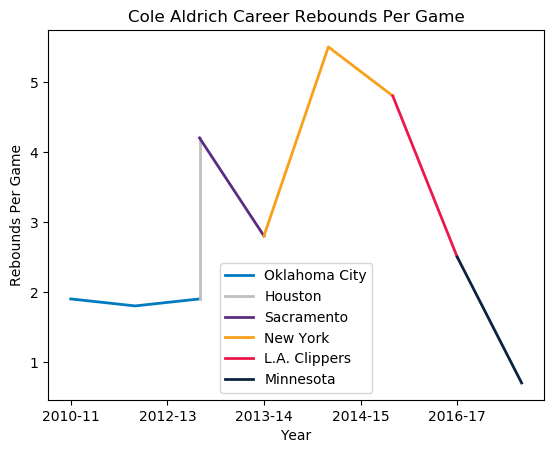 Cole Aldrich Career Rebounds Per Game
Rebounds Per Game
5
4
3
2
1
Oklahoma City
Houston
Sacramento
New York
L.A. Clippers
Minnesota
2010-11 2012-13 2013-14 2014-15 2016-17
Year